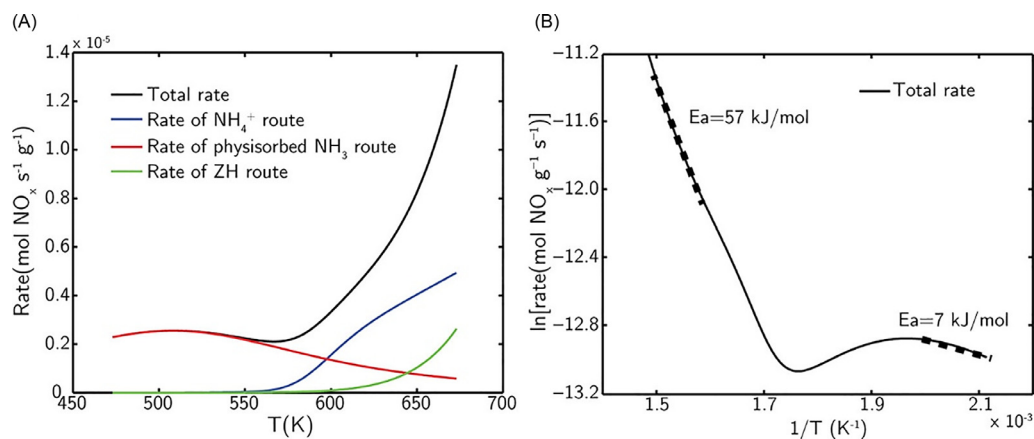 (A)
× 10⁻⁵
1.4
1.2
1.0
0.8
0.6
0.4
0.2
0
Rate(mol NOₓ s⁻¹ g⁻¹)
Total rate
Rate of NH₄⁺ route
Rate of physisorbed NH₃ route
Rate of ZH route
450
500
550
600
650
700
T(K)
(B)
−11.2
−11.6
−12.0
−12.4
−12.8
−13.2
ln[rate(mol NOₓ g⁻¹ s⁻¹)]
Total rate
Ea=57 kJ/mol
Ea=7 kJ/mol
1.5
1.7
1.9
2.1
× 10⁻³
1/T (K⁻¹)